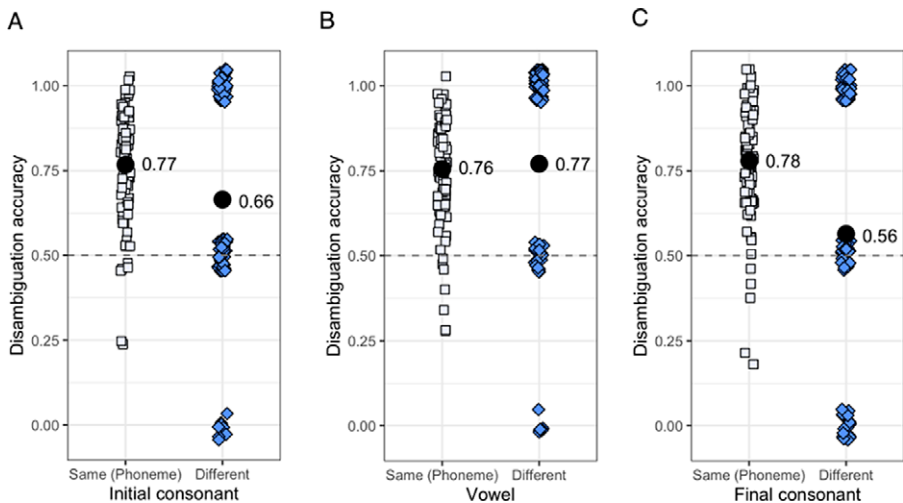 A
Disambiguation accuracy
1.00
0.75
0.50
0.25
0.00
0.77
0.66
Same (Phoneme) Different
Initial consonant
B
Disambiguation accuracy
1.00
0.75
0.50
0.25
0.00
0.76
0.77
Same (Phoneme) Different
Vowel
C
Disambiguation accuracy
1.00
0.75
0.50
0.25
0.00
0.78
0.56
Same (Phoneme) Different
Final consonant